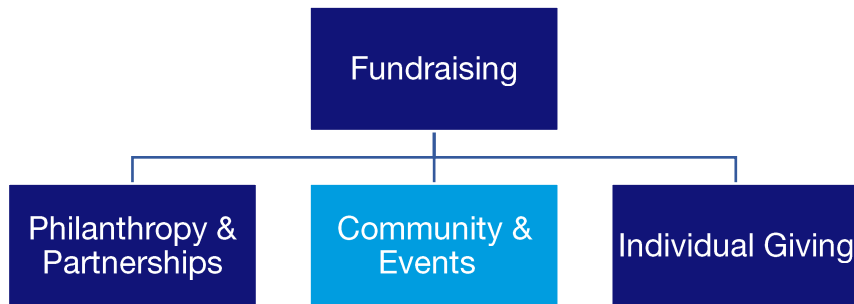 Fundraising
Philanthropy &
Partnerships
Community &
Events
Individual Giving